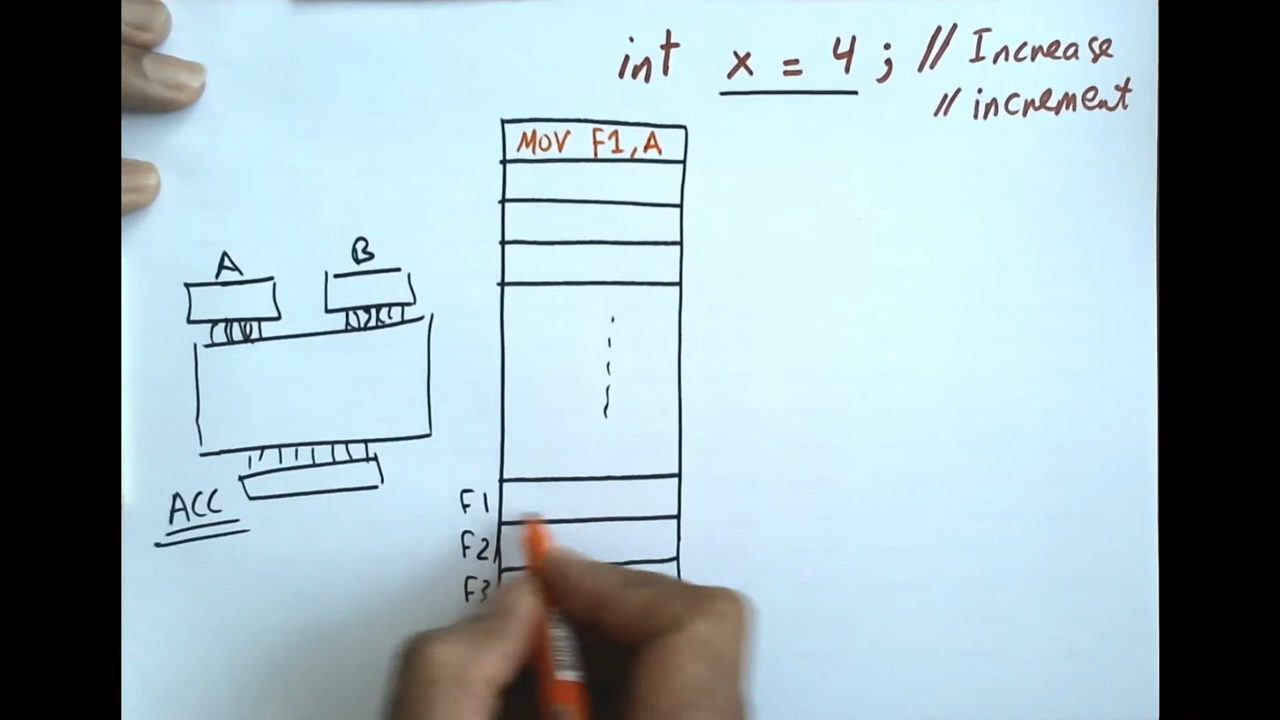 int x = 4 ; // Increase
// increment
MOV F1,A
A
B
ACC
F1
F2
F3